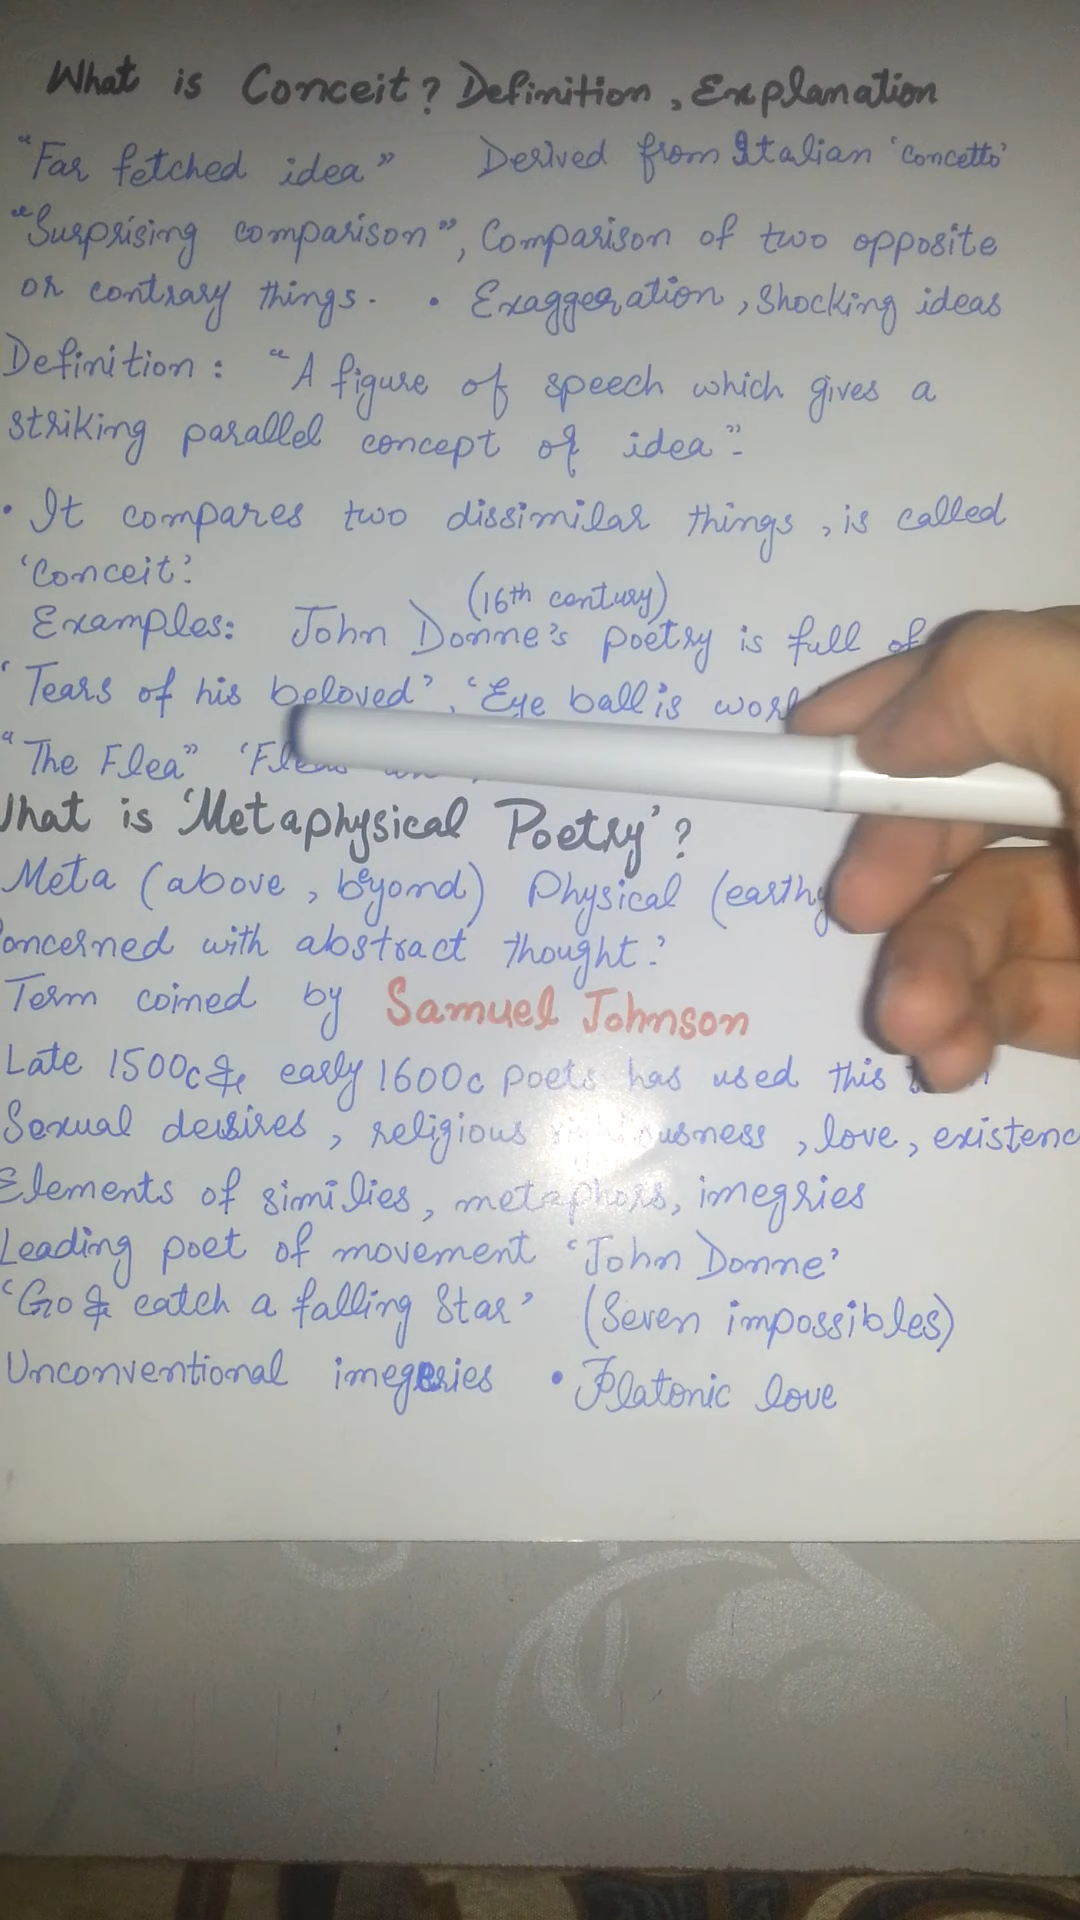 What is Conceit? Definition, Explanation
"Far fetched idea" Derived from Italian 'concetto'
"Surprising comparison", Comparison of two opposite
or contrary things. • Exaggeration, Shocking ideas
Definition: "A figure of speech which gives a
striking parallel concept of idea".
• It compares two dissimilar things, is called
'Conceit'.
(16th century)
Examples: John Donne's poetry is full of
'Tears of his beloved', 'Eye ball is
"The Flea"
What is 'Metaphysical Poetry'?
Meta (above, beyond) Physical (earthy
concerned with abstract thought.'
Term coined by Samuel Johnson
Late 1500c & early 1600c poets has used this
Sexual desires, religious , love, existenc
Elements of similies, metaphors, imegries
Leading poet of movement 'John Donne'
'Go & catch a falling Star' (Seven impossibles)
Unconventional imegeries • Platonic love